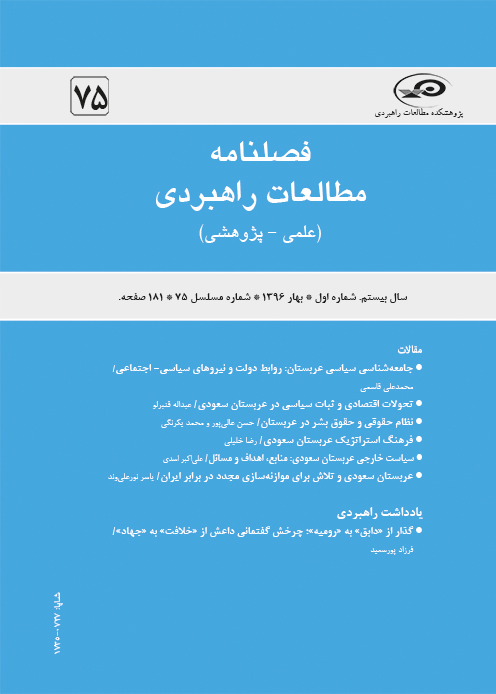 ۷۵
پژوهشکده مطالعات راهبردی
فصلنامه
مطالعات راهبردی
(علمی - پژوهشی)
سال بیستم. شماره اول * بهار ۱۳۹۶ * شماره مسلسل ۷۵ * ۱۸۱ صفحه.
مقالات
● جامعه‌شناسی سیاسی عربستان: روابط دولت و نیروهای سیاسی- اجتماعی/
محمدعلی قاسمی
● تحولات اقتصادی و ثبات سیاسی در عربستان سعودی/ عبداله قنبرلو
● نظام حقوقی و حقوق بشر در عربستان/ حسن عالی‌پور و محمد یکرنگی
● فرهنگ استراتژیک عربستان سعودی/ رضا خلیلی
● سیاست خارجی عربستان سعودی: منابع، اهداف و مسائل/ علی‌اکبر اسدی
● عربستان سعودی و تلاش برای موازنه‌سازی مجدد در برابر ایران/ یاسر نورعلی‌وند
یادداشت راهبردی
● گذار از «دابق» به «رومیه»: چرخش گفتمانی داعش از «خلافت» به «جهاد»/
فرزاد پورسعید
شاپا: ۰۷۲۷-۱۷۳۵